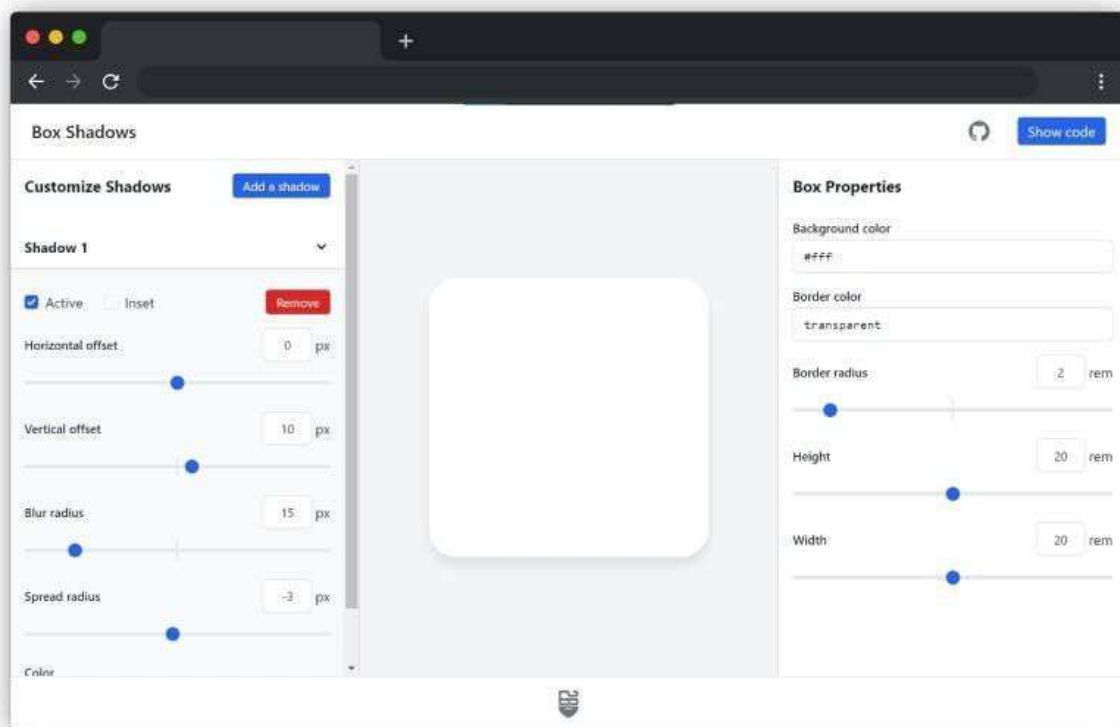 Box Shadows
Show code
Customize Shadows
Add a shadow
Shadow 1
Active
Inset
Remove
Horizontal offset
0 px
Vertical offset
10 px
Blur radius
15 px
Spread radius
-3 px
Color
Box Properties
Background color
#fff
Border color
transparent
Border radius
2 rem
Height
20 rem
Width
20 rem